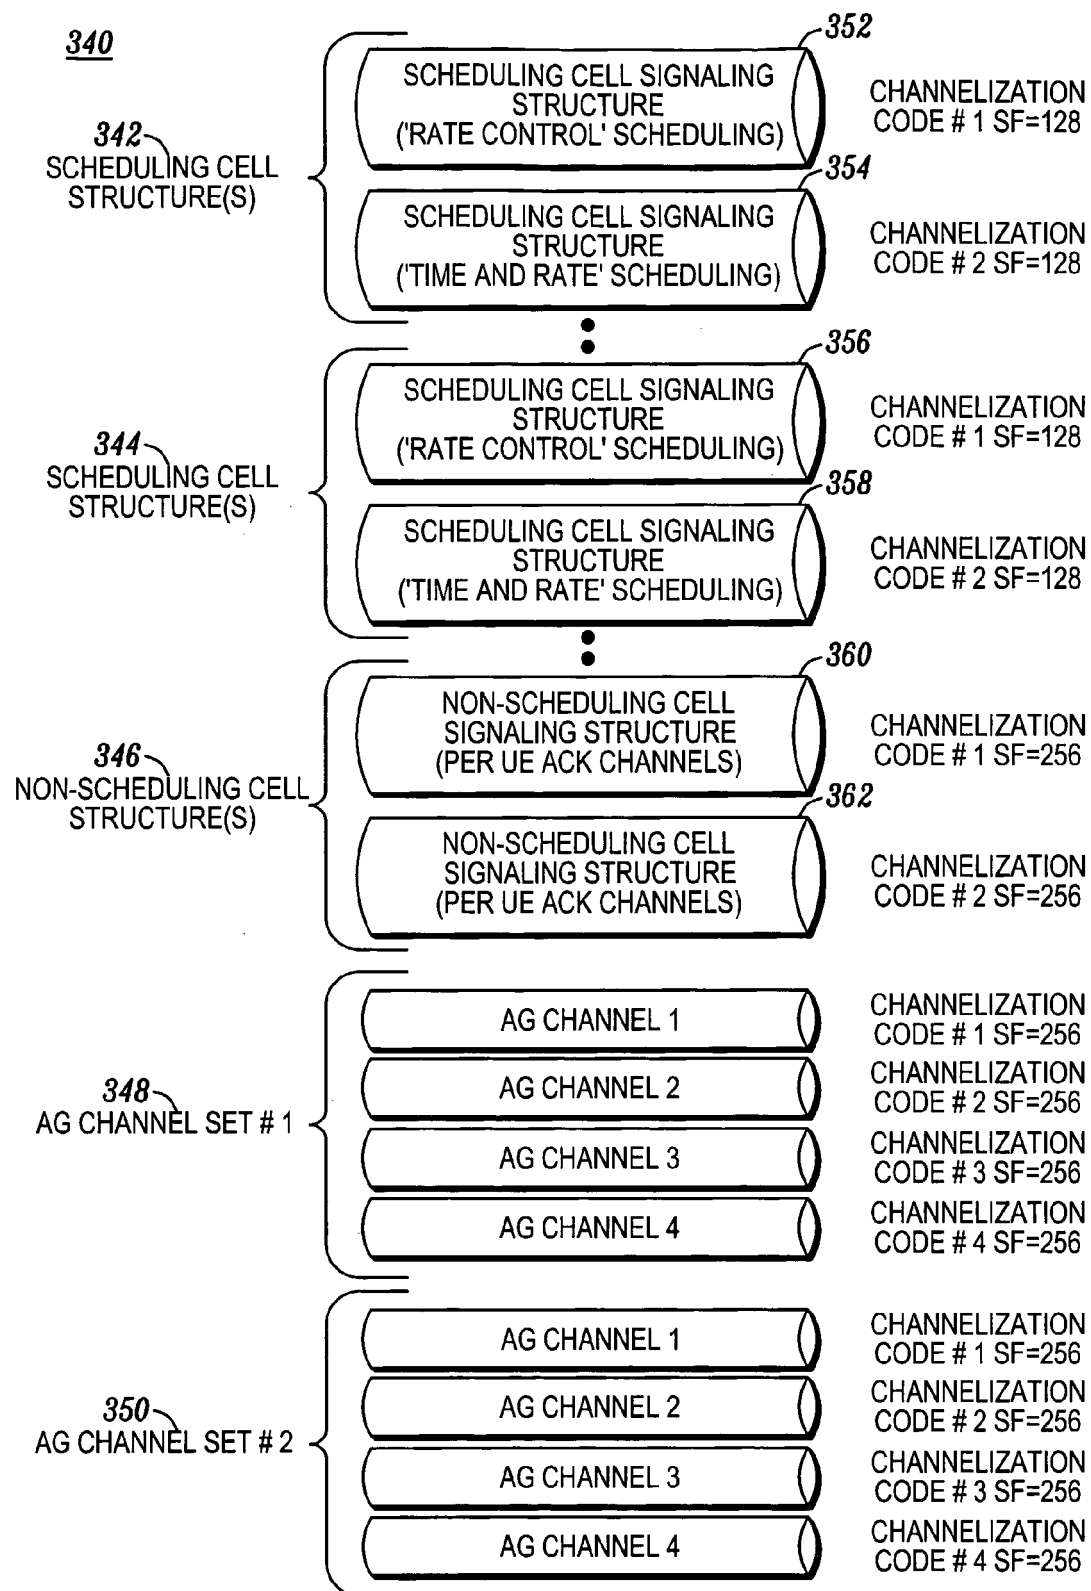 340
352
SCHEDULING CELL SIGNALING
STRUCTURE
('RATE CONTROL' SCHEDULING)
CHANNELIZATION
CODE # 1 SF=128
342
SCHEDULING CELL
STRUCTURE(S)
354
SCHEDULING CELL SIGNALING
STRUCTURE
('TIME AND RATE' SCHEDULING)
CHANNELIZATION
CODE # 2 SF=128
356
SCHEDULING CELL SIGNALING
STRUCTURE
('RATE CONTROL' SCHEDULING)
CHANNELIZATION
CODE # 1 SF=128
344
SCHEDULING CELL
STRUCTURE(S)
358
SCHEDULING CELL SIGNALING
STRUCTURE
('TIME AND RATE' SCHEDULING)
CHANNELIZATION
CODE # 2 SF=128
360
NON-SCHEDULING CELL
SIGNALING STRUCTURE
(PER UE ACK CHANNELS)
CHANNELIZATION
CODE # 1 SF=256
346
NON-SCHEDULING CELL
STRUCTURE(S)
362
NON-SCHEDULING CELL
SIGNALING STRUCTURE
(PER UE ACK CHANNELS)
CHANNELIZATION
CODE # 2 SF=256
348
AG CHANNEL SET # 1
AG CHANNEL 1
CHANNELIZATION
CODE # 1 SF=256
AG CHANNEL 2
CHANNELIZATION
CODE # 2 SF=256
AG CHANNEL 3
CHANNELIZATION
CODE # 3 SF=256
AG CHANNEL 4
CHANNELIZATION
CODE # 4 SF=256
350
AG CHANNEL SET # 2
AG CHANNEL 1
CHANNELIZATION
CODE # 1 SF=256
AG CHANNEL 2
CHANNELIZATION
CODE # 2 SF=256
AG CHANNEL 3
CHANNELIZATION
CODE # 3 SF=256
AG CHANNEL 4
CHANNELIZATION
CODE # 4 SF=256